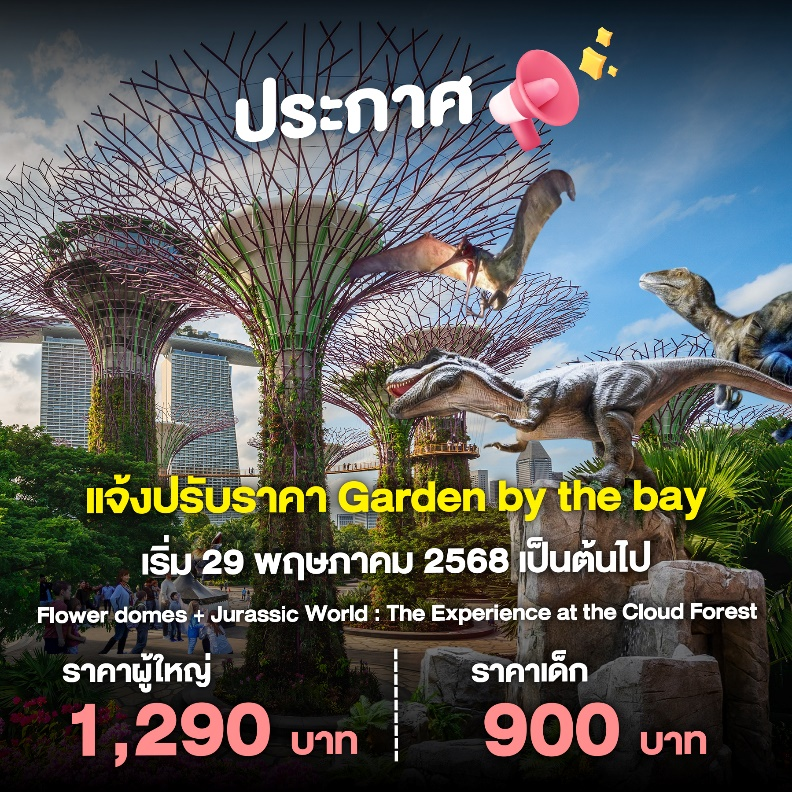 ประกาศ
แจ้งปรับราคา Garden by the bay
เริ่ม 29 พฤษภาคม 2568 เป็นต้นไป
Flower domes + Jurassic World : The Experience at the Cloud Forest
ราคาผู้ใหญ่
1,290 บาท
ราคาเด็ก
900 บาท